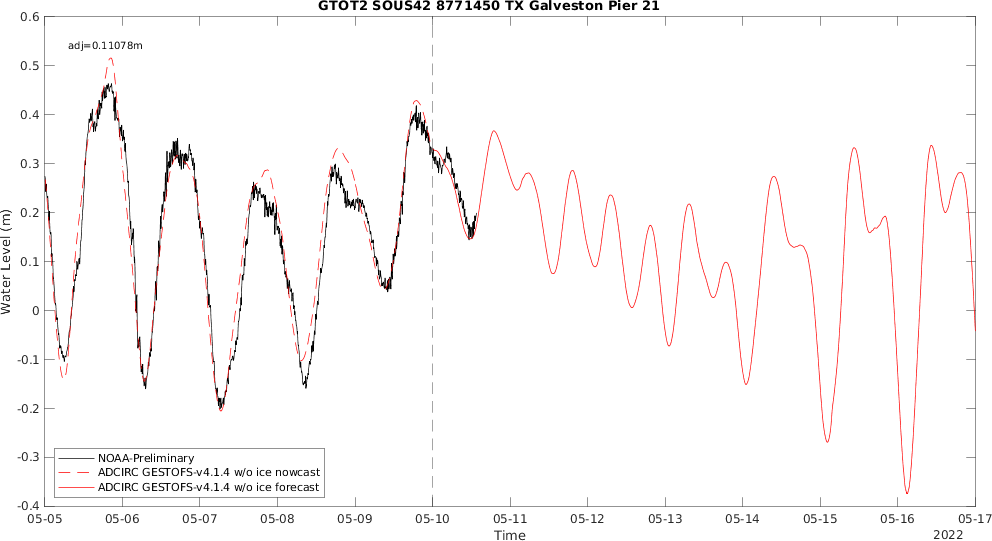 GTOT2 SOUS42 8771450 TX Galveston Pier 21
adj=0.11078m
0.6
0.5
0.4
0.3
0.2
0.1
0
-0.1
-0.2
-0.3
-0.4
Water Level (m)
NOAA-Preliminary
ADCIRC GESTOFS-v4.1.4 w/o ice nowcast
ADCIRC GESTOFS-v4.1.4 w/o ice forecast
05-05 05-06 05-07 05-08 05-09 05-10 05-11 05-12 05-13 05-14 05-15 05-16 05-17
Time
2022